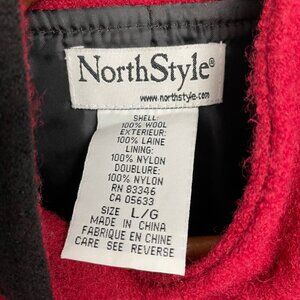 NorthStyle®
www.northstyle.com
SHELL:
100% WOOL
EXTERIEUR:
100% LAINE
LINING:
100% NYLON
DOUBLURE:
100% NYLON
RN 83346
CA 05633
SIZE L/G
MADE IN CHINA
FABRIQUE EN CHINE
CARE SEE REVERSE